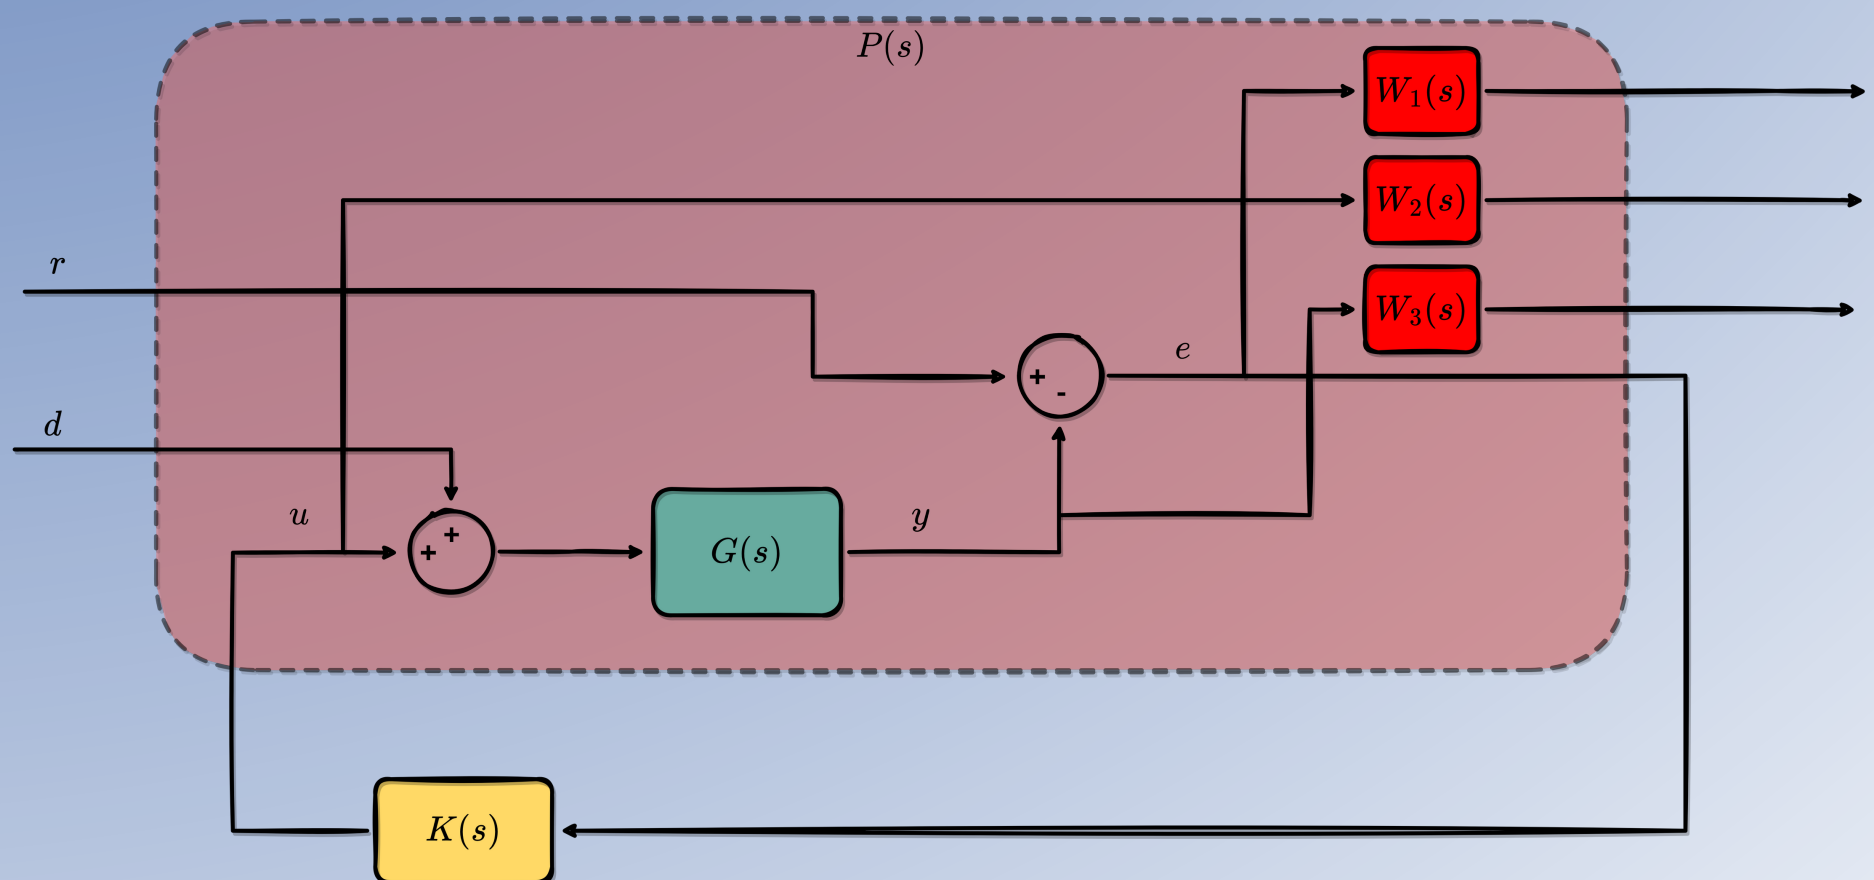 P(s)
W₁(s)
W₂(s)
r
W₃(s)
e
+
-
d
u
+
+
G(s)
y
K(s)